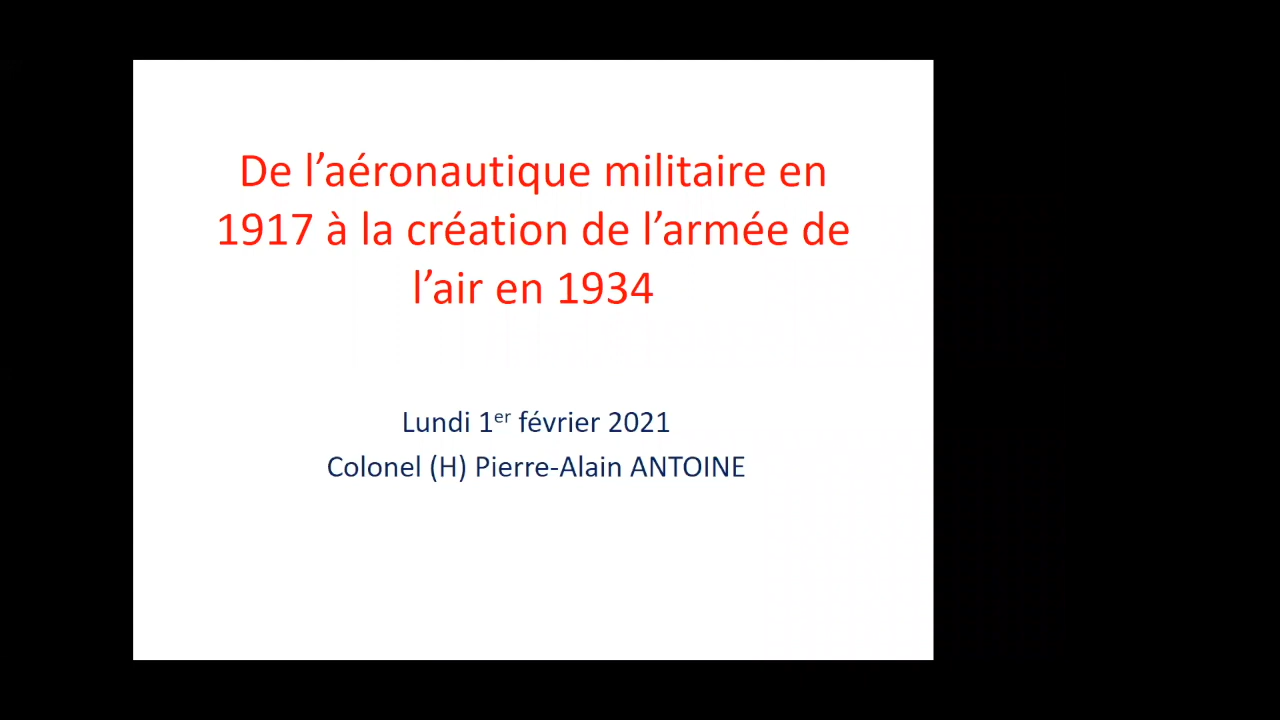 De l’aéronautique militaire en
1917 à la création de l’armée de
l’air en 1934
Lundi 1er février 2021
Colonel (H) Pierre-Alain ANTOINE